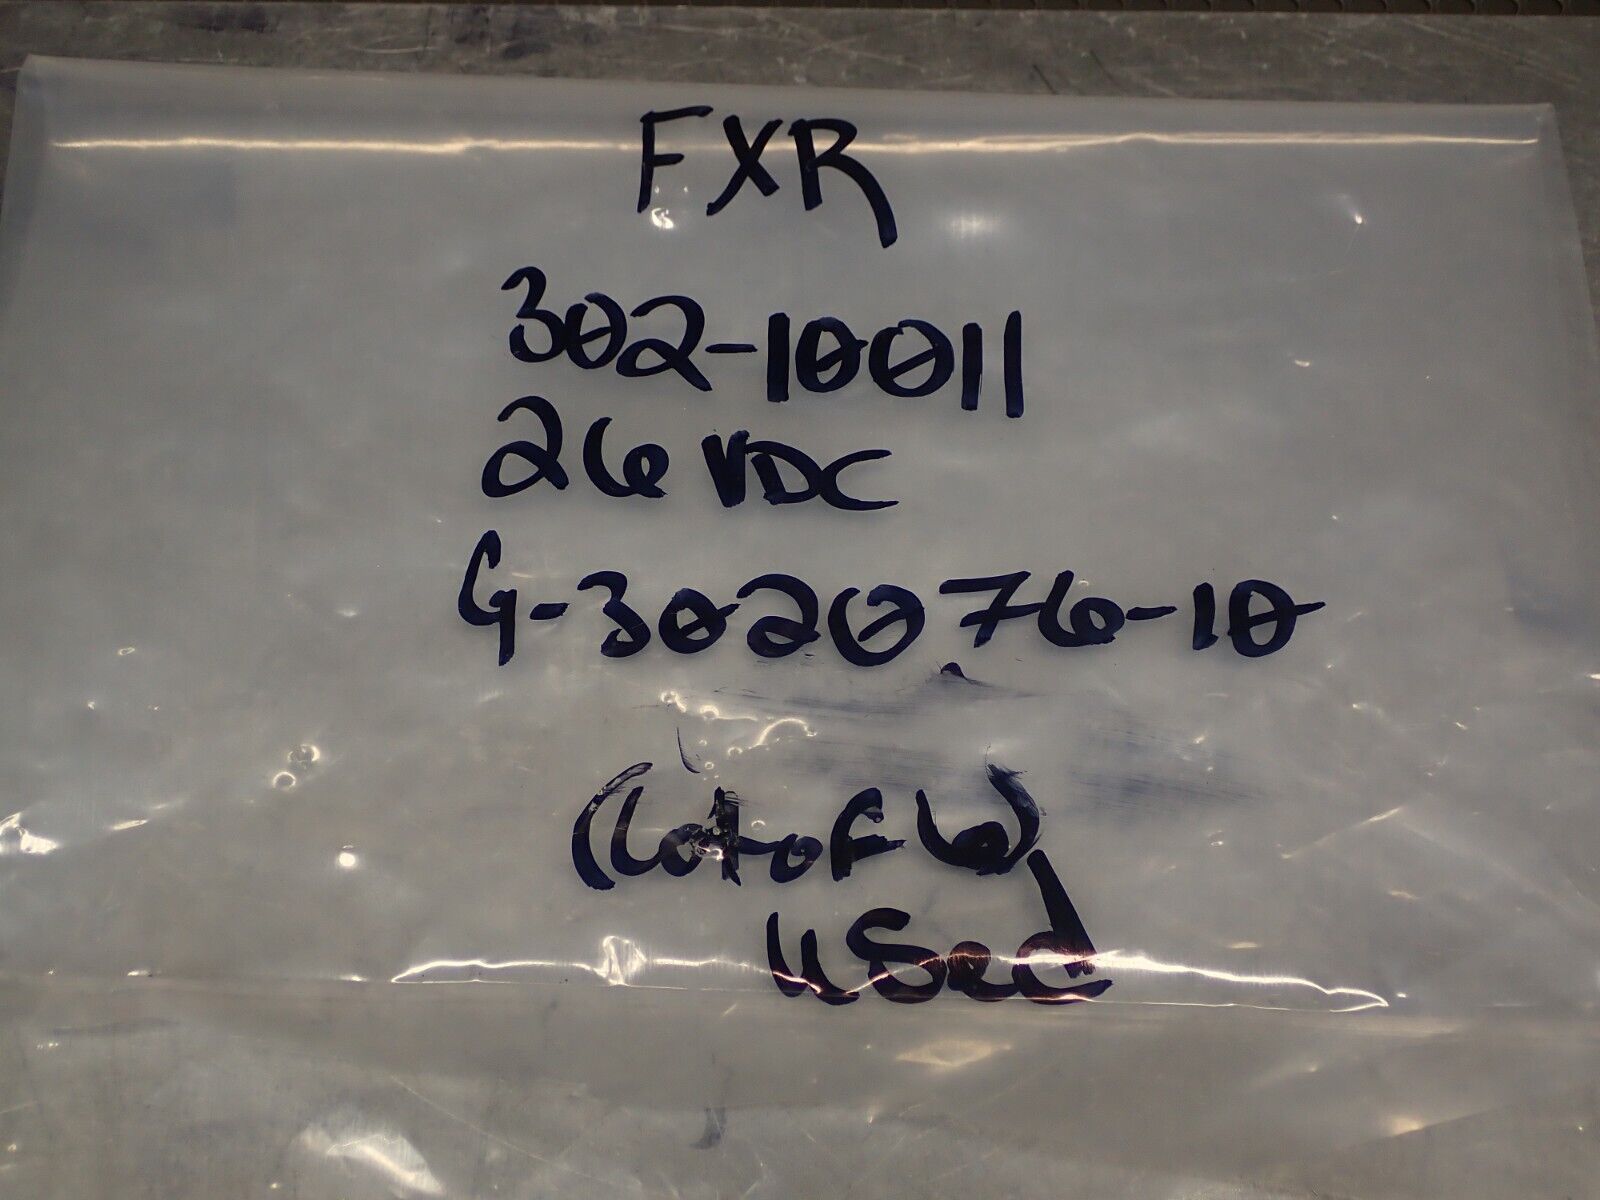 FXR
302-10011
26 VDC
G-302076-10
(Lot of 6)
Used